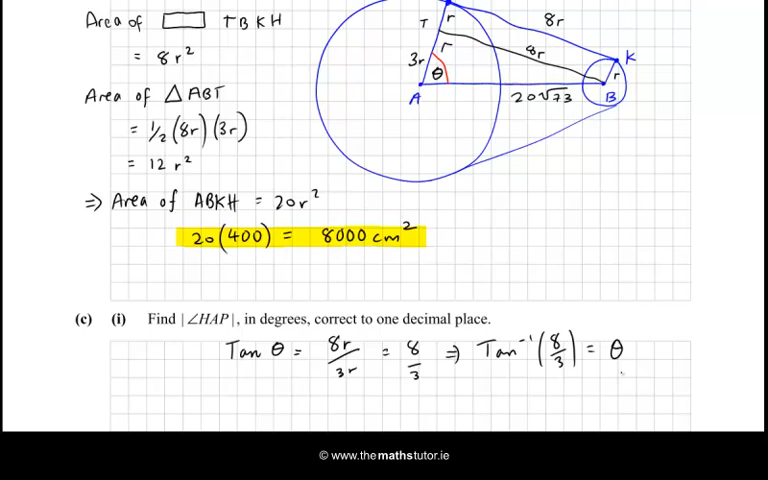 Area of ▭ TBKH
= 8r²
Area of △ABT
= 1/2 (8r)(3r)
= 12r²
⇒ Area of ABKH = 20r²
20(400) = 8000 cm²
T r
8r
r
8r
3r
θ
K
r
A
20√73
B
(c) (i) Find |∠HAP|, in degrees, correct to one decimal place.
Tan θ = 8r/3r = 8/3 ⇒ Tan⁻¹(8/3) = θ
© www.themathstutor.ie